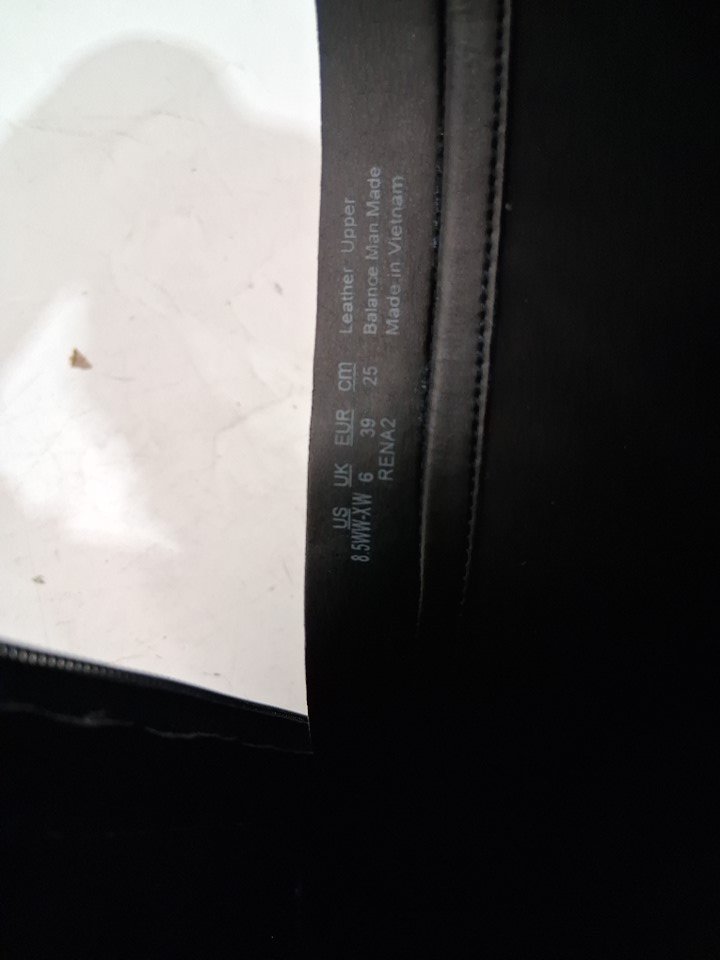 US UK EUR cm Leather Upper
8.5WW-XW 6 39 25 Balance Man Made
RENA2 Made in Vietnam